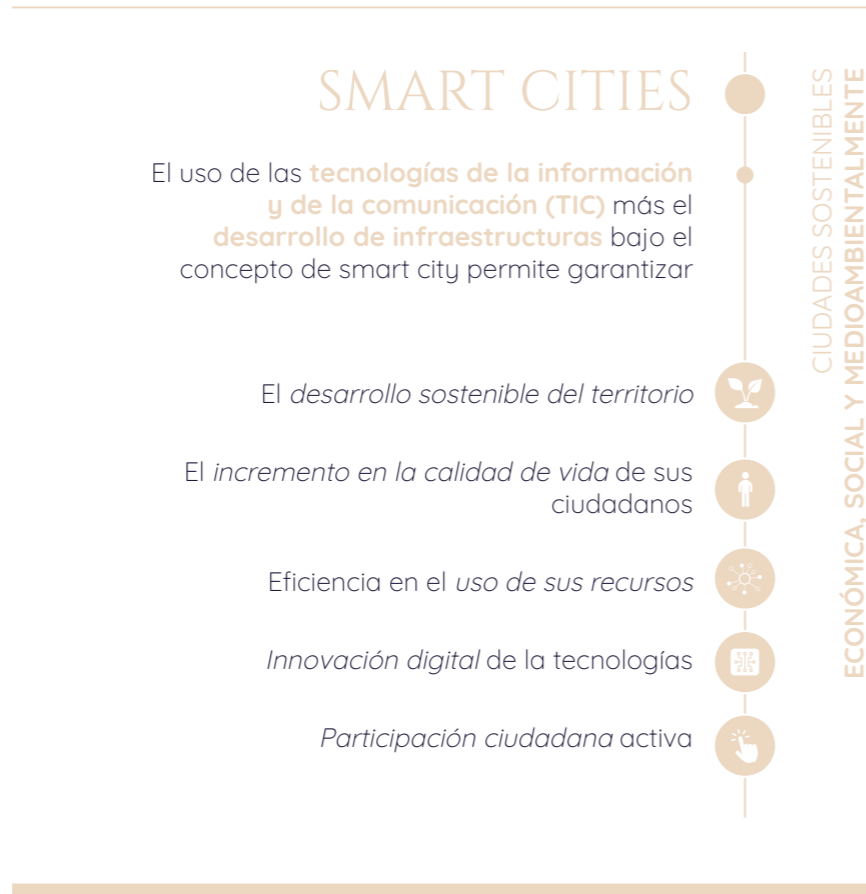 SMART CITIES
El uso de las tecnologías de la información
y de la comunicación (TIC) más el
desarrollo de infraestructuras bajo el
concepto de smart city permite garantizar
El desarrollo sostenible del territorio
El incremento en la calidad de vida de sus
ciudadanos
Eficiencia en el uso de sus recursos
Innovación digital de la tecnologías
Participación ciudadana activa
CIUDADES SOSTENIBLES
ECONÓMICA, SOCIAL Y MEDIOAMBIENTALMENTE